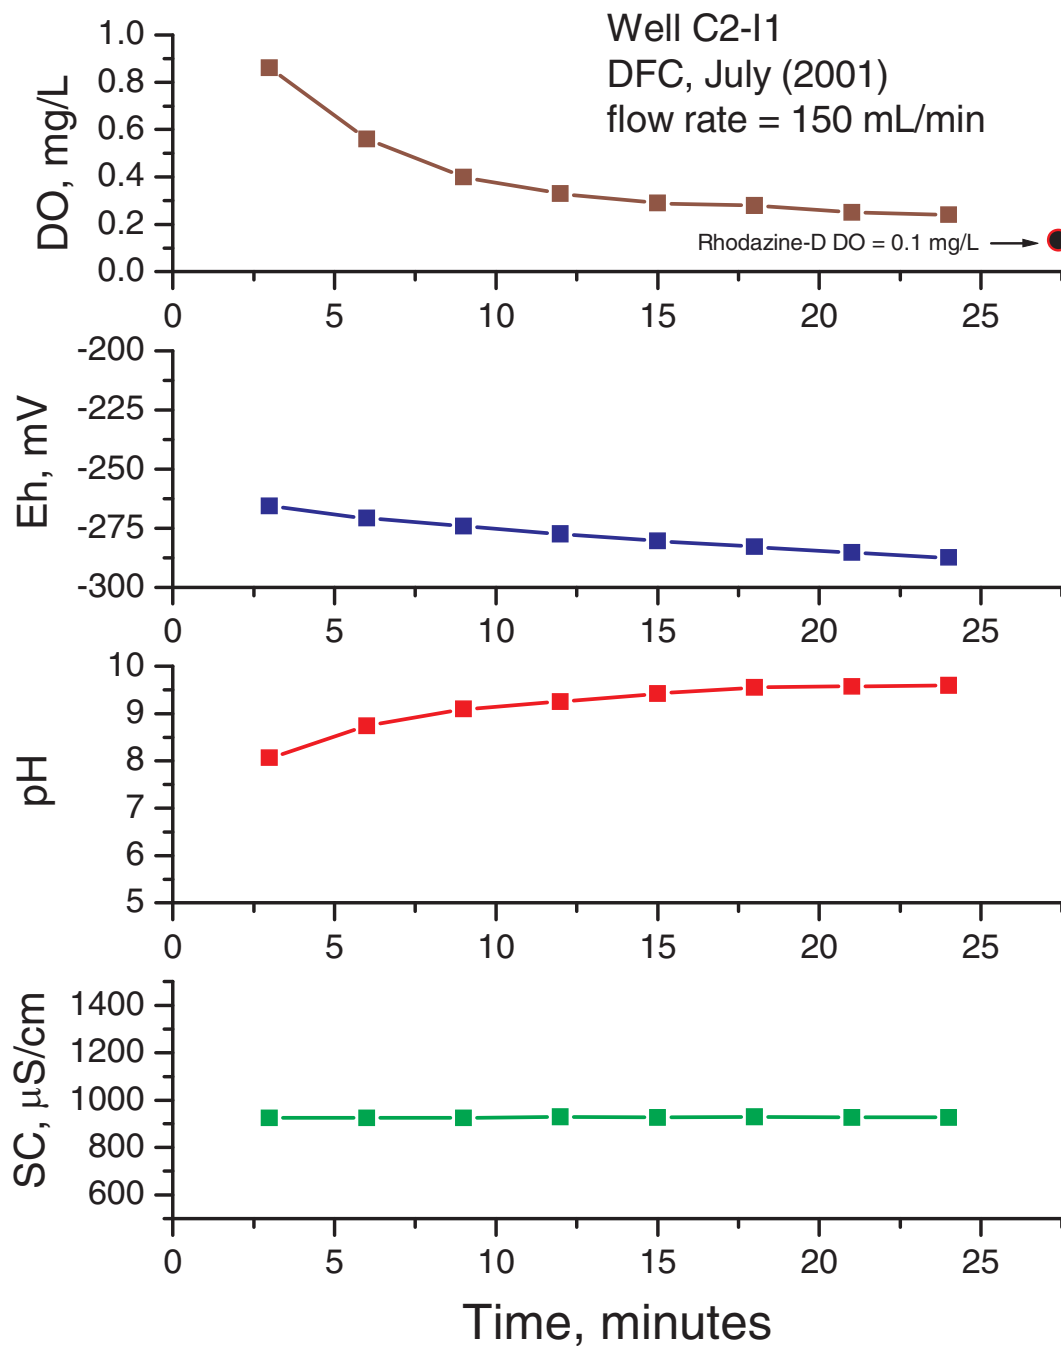 Well C2-I1
DFC, July (2001)
flow rate = 150 mL/min
DO, mg/L
1.0
0.8
0.6
0.4
0.2
0.0
Rhodazine-D DO = 0.1 mg/L
0 5 10 15 20 25
Eh, mV
-200
-225
-250
-275
-300
0 5 10 15 20 25
pH
10
9
8
7
6
5
0 5 10 15 20 25
SC, μS/cm
1400
1200
1000
800
600
0 5 10 15 20 25
Time, minutes